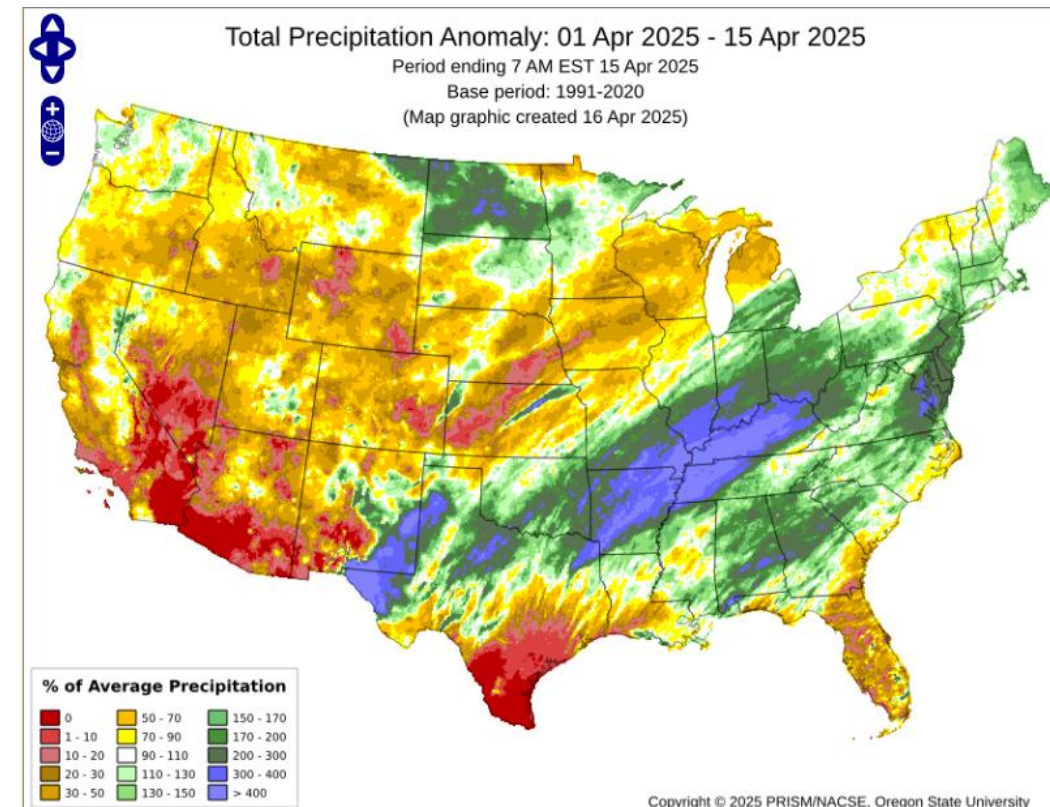 Total Precipitation Anomaly: 01 Apr 2025 - 15 Apr 2025
Period ending 7 AM EST 15 Apr 2025
Base period: 1991-2020
(Map graphic created 16 Apr 2025)
% of Average Precipitation
0 50 - 70 150 - 170
1 - 10 70 - 90 170 - 200
10 - 20 90 - 110 200 - 300
20 - 30 110 - 130 300 - 400
30 - 50 130 - 150 > 400
Copyright © 2025 PRISM/NACSE, Oregon State University